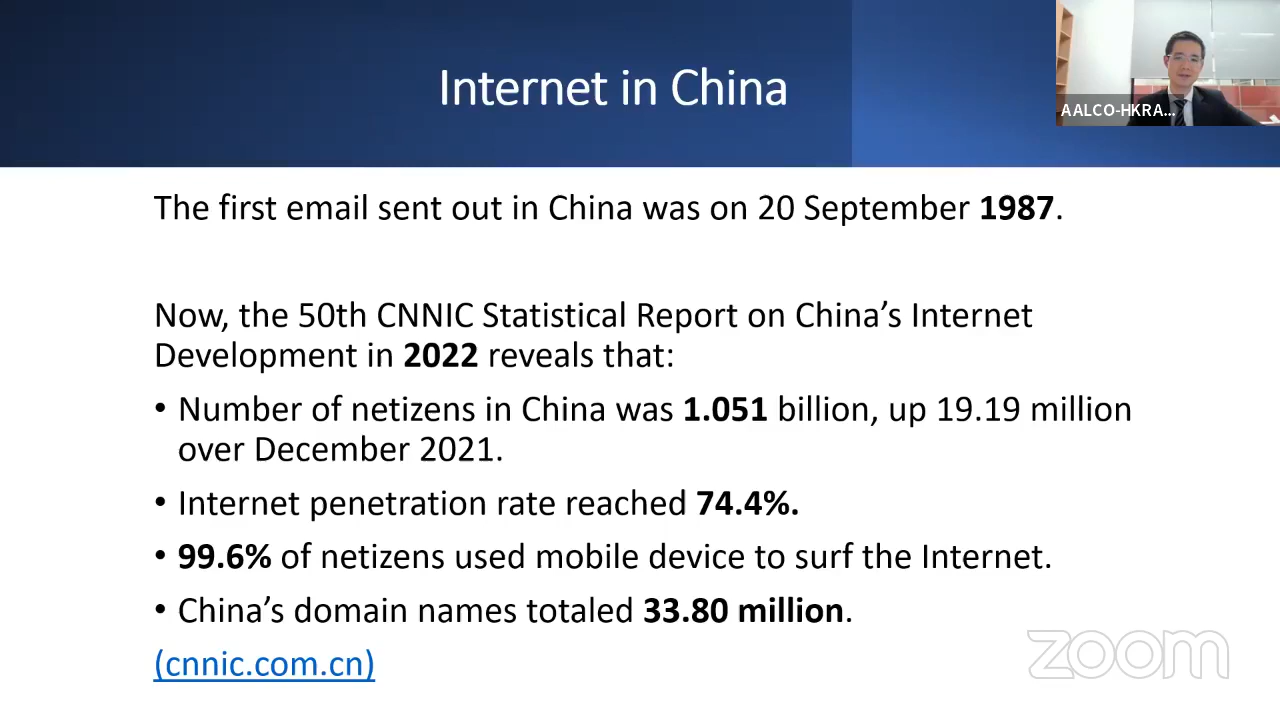 Internet in China
AALCO-HKRA...
The first email sent out in China was on 20 September 1987.
Now, the 50th CNNIC Statistical Report on China’s Internet
Development in 2022 reveals that:
• Number of netizens in China was 1.051 billion, up 19.19 million
over December 2021.
• Internet penetration rate reached 74.4%.
• 99.6% of netizens used mobile device to surf the Internet.
• China’s domain names totaled 33.80 million.
(cnnic.com.cn)
zoom